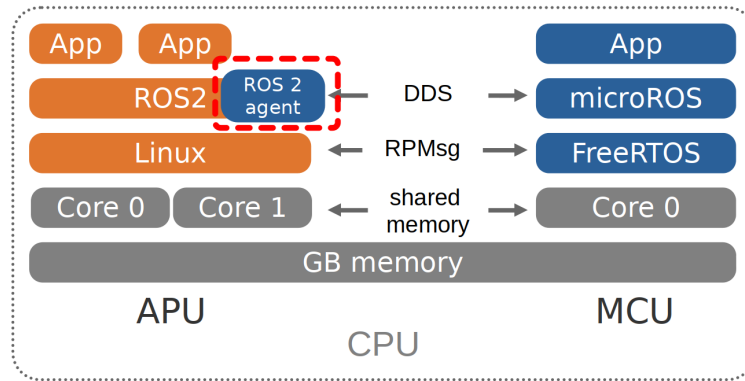 App App App
ROS2 ROS 2
agent DDS microROS
Linux RPMsg FreeRTOS
Core 0 Core 1 shared
memory Core 0
GB memory
APU MCU
CPU